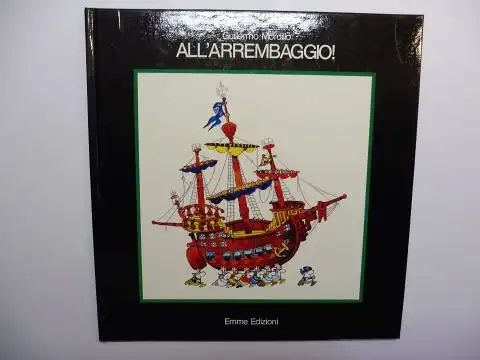 Guillermo Mordillo
ALL'ARREMBAGGIO!
Emme Edizioni